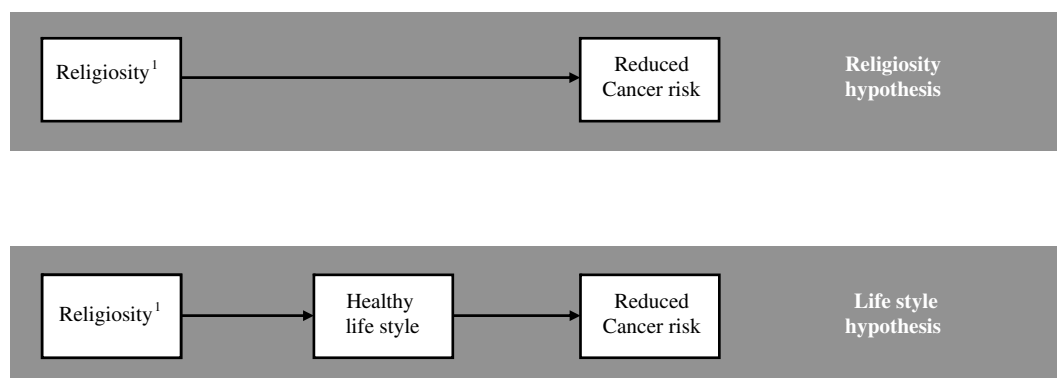 Religiosity¹
Reduced
Cancer risk
Religiosity
hypothesis
Religiosity¹
Healthy
life style
Reduced
Cancer risk
Life style
hypothesis